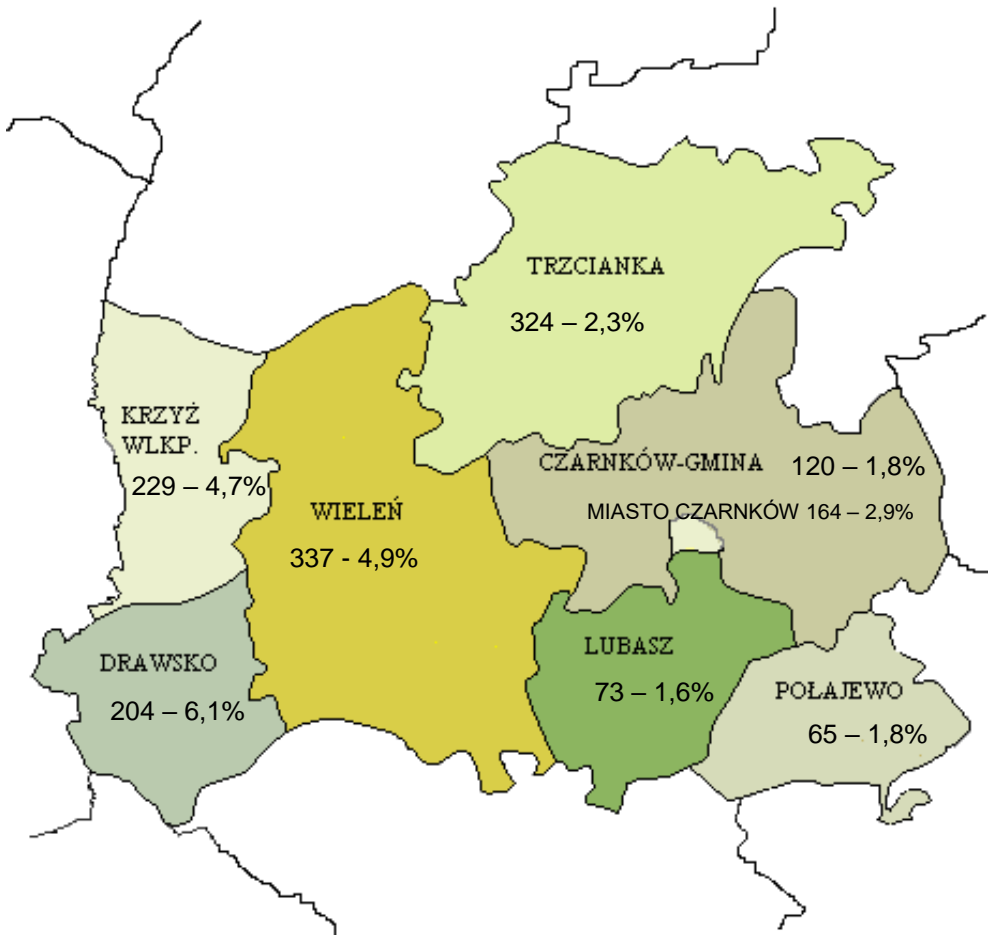 TRZCIANKA
324 – 2,3%
KRZYŻ
WLKP.
229 – 4,7%
CZARNKÓW-GMINA 120 – 1,8%
MIASTO CZARNKÓW 164 – 2,9%
WIELEŃ
337 - 4,9%
DRAWSKO
204 – 6,1%
LUBASZ
73 – 1,6%
POŁAJEWO
65 – 1,8%